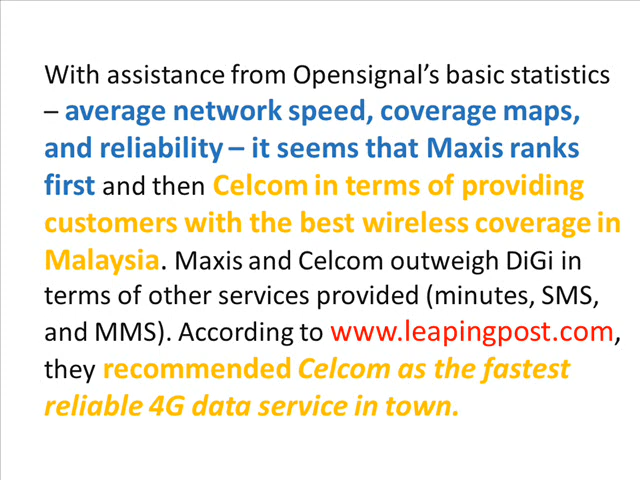 With assistance from Opensignal’s basic statistics
– average network speed, coverage maps,
and reliability – it seems that Maxis ranks
first and then Celcom in terms of providing
customers with the best wireless coverage in
Malaysia. Maxis and Celcom outweigh DiGi in
terms of other services provided (minutes, SMS,
and MMS). According to www.leapingpost.com,
they recommended Celcom as the fastest
reliable 4G data service in town.